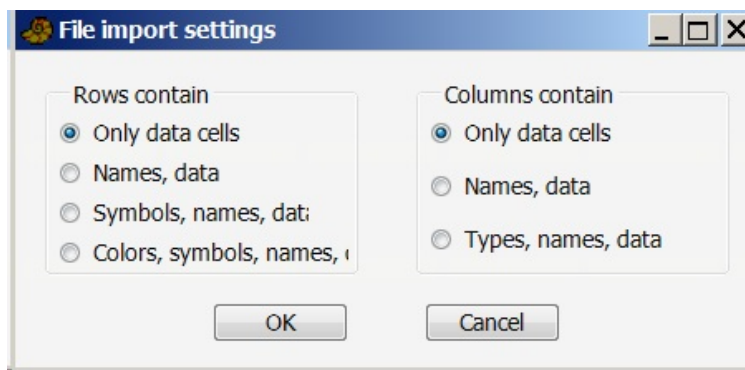 File import settings
Rows contain
Only data cells
Names, data
Symbols, names, data
Colors, symbols, names,
Columns contain
Only data cells
Names, data
Types, names, data
OK
Cancel